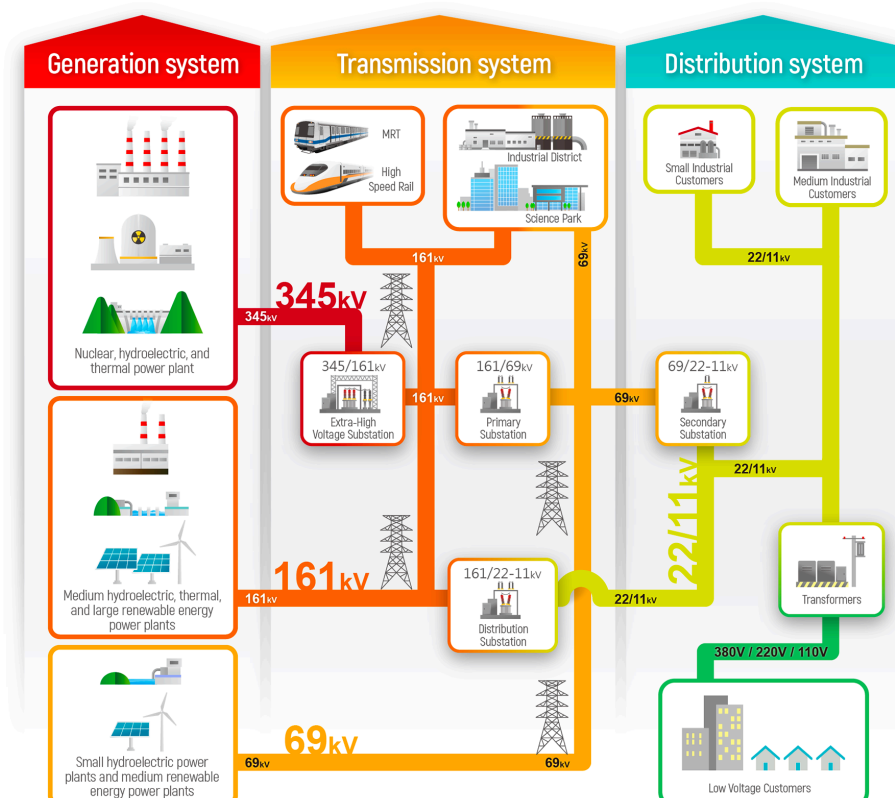 Generation system
Transmission system
Distribution system
MRT
High
Speed Rail
Industrial District
Science Park
Small Industrial
Customers
Medium Industrial
Customers
161kV
69kV
22/11kV
345kV
345kV
Nuclear, hydroelectric, and
thermal power plant
345/161kV
Extra-High
Voltage Substation
161kV
161/69kV
Primary
Substation
69kV
69/22-11kV
Secondary
Substation
22/11kV
22/11kV
Medium hydroelectric, thermal,
and large renewable energy
power plants
161kV
161kV
161/22-11kV
Distribution
Substation
22/11kV
Transformers
380V / 220V / 110V
Small hydroelectric power
plants and medium renewable
energy power plants
69kV
69kV
69kV
Low Voltage Customers